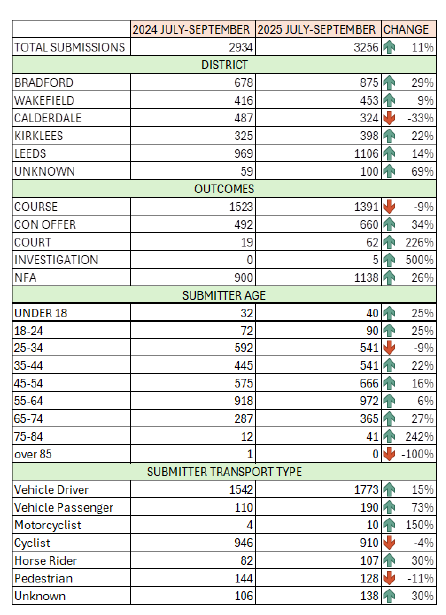 2024 JULY-SEPTEMBER 2025 JULY-SEPTEMBER CHANGE
TOTAL SUBMISSIONS 2934 3256 11%
DISTRICT
BRADFORD 678 875 29%
WAKEFIELD 416 453 9%
CALDERDALE 487 324 -33%
KIRKLEES 325 398 22%
LEEDS 969 1106 14%
UNKNOWN 59 100 69%
OUTCOMES
COURSE 1523 1391 -9%
CON OFFER 492 660 34%
COURT 19 62 226%
INVESTIGATION 0 5 500%
NFA 900 1138 26%
SUBMITTER AGE
UNDER 18 32 40 25%
18-24 72 90 25%
25-34 592 541 -9%
35-44 445 541 22%
45-54 575 666 16%
55-64 918 972 6%
65-74 287 365 27%
75-84 12 41 242%
over 85 1 0 -100%
SUBMITTER TRANSPORT TYPE
Vehicle Driver 1542 1773 15%
Vehicle Passenger 110 190 73%
Motorcyclist 4 10 150%
Cyclist 946 910 -4%
Horse Rider 82 107 30%
Pedestrian 144 128 -11%
Unknown 106 138 30%